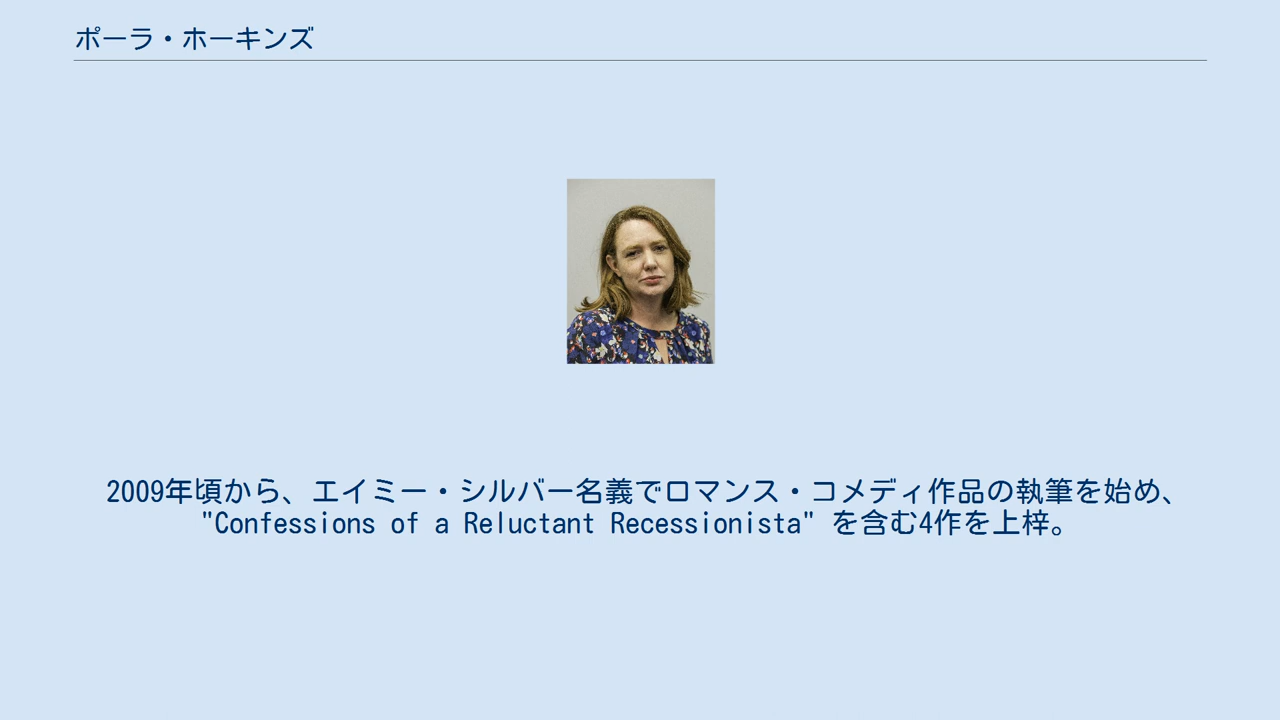 ポーラ・ホーキンズ
2009年頃から、エイミー・シルバー名義でロマンス・コメディ作品の執筆を始め、
"Confessions of a Reluctant Recessionista" を含む4作を上梓。